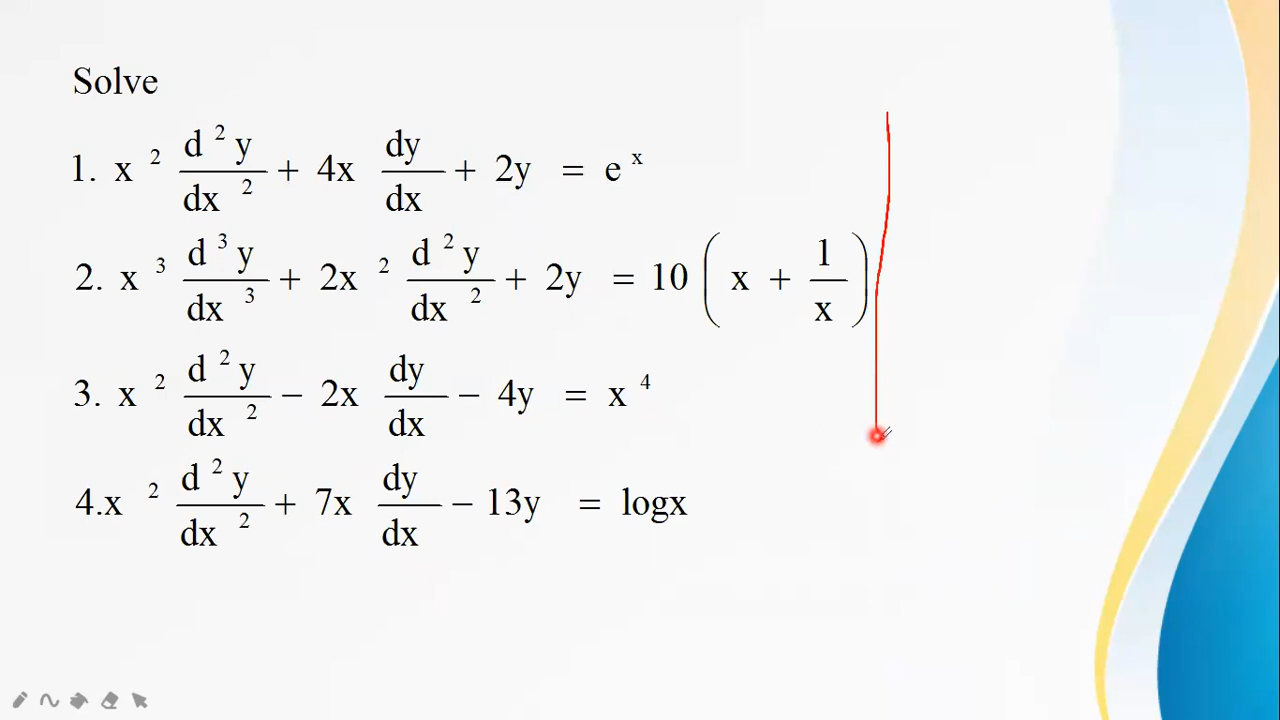 Solve
1. x² d²y/dx² + 4x dy/dx + 2y = eˣ
2. x³ d³y/dx³ + 2x² d²y/dx² + 2y = 10 (x + 1/x)
3. x² d²y/dx² − 2x dy/dx − 4y = x⁴
4.x² d²y/dx² + 7x dy/dx − 13y = logx